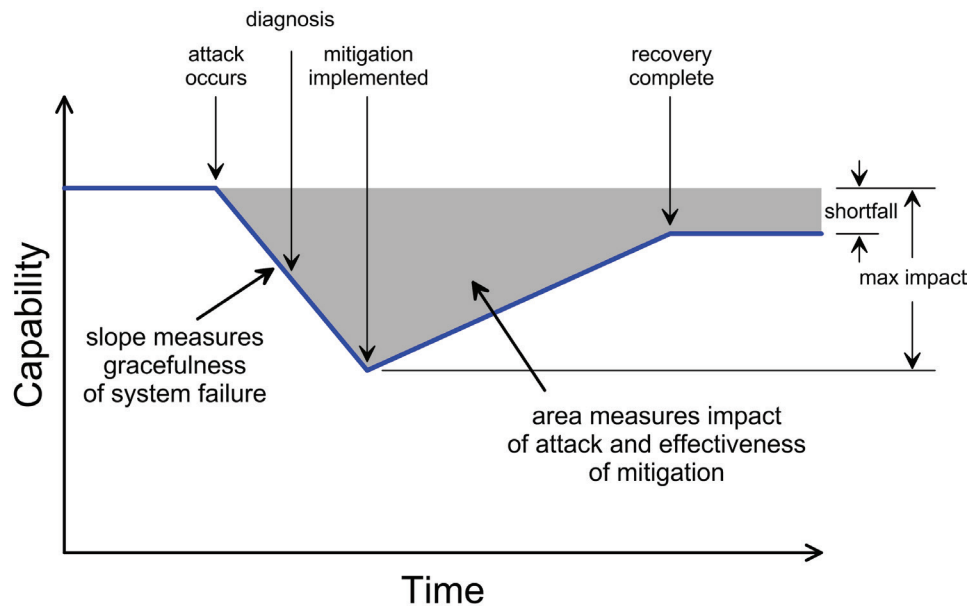 diagnosis
attack
occurs
mitigation
implemented
recovery
complete
shortfall
max impact
slope measures
gracefulness
of system failure
area measures impact
of attack and effectiveness
of mitigation
Capability
Time